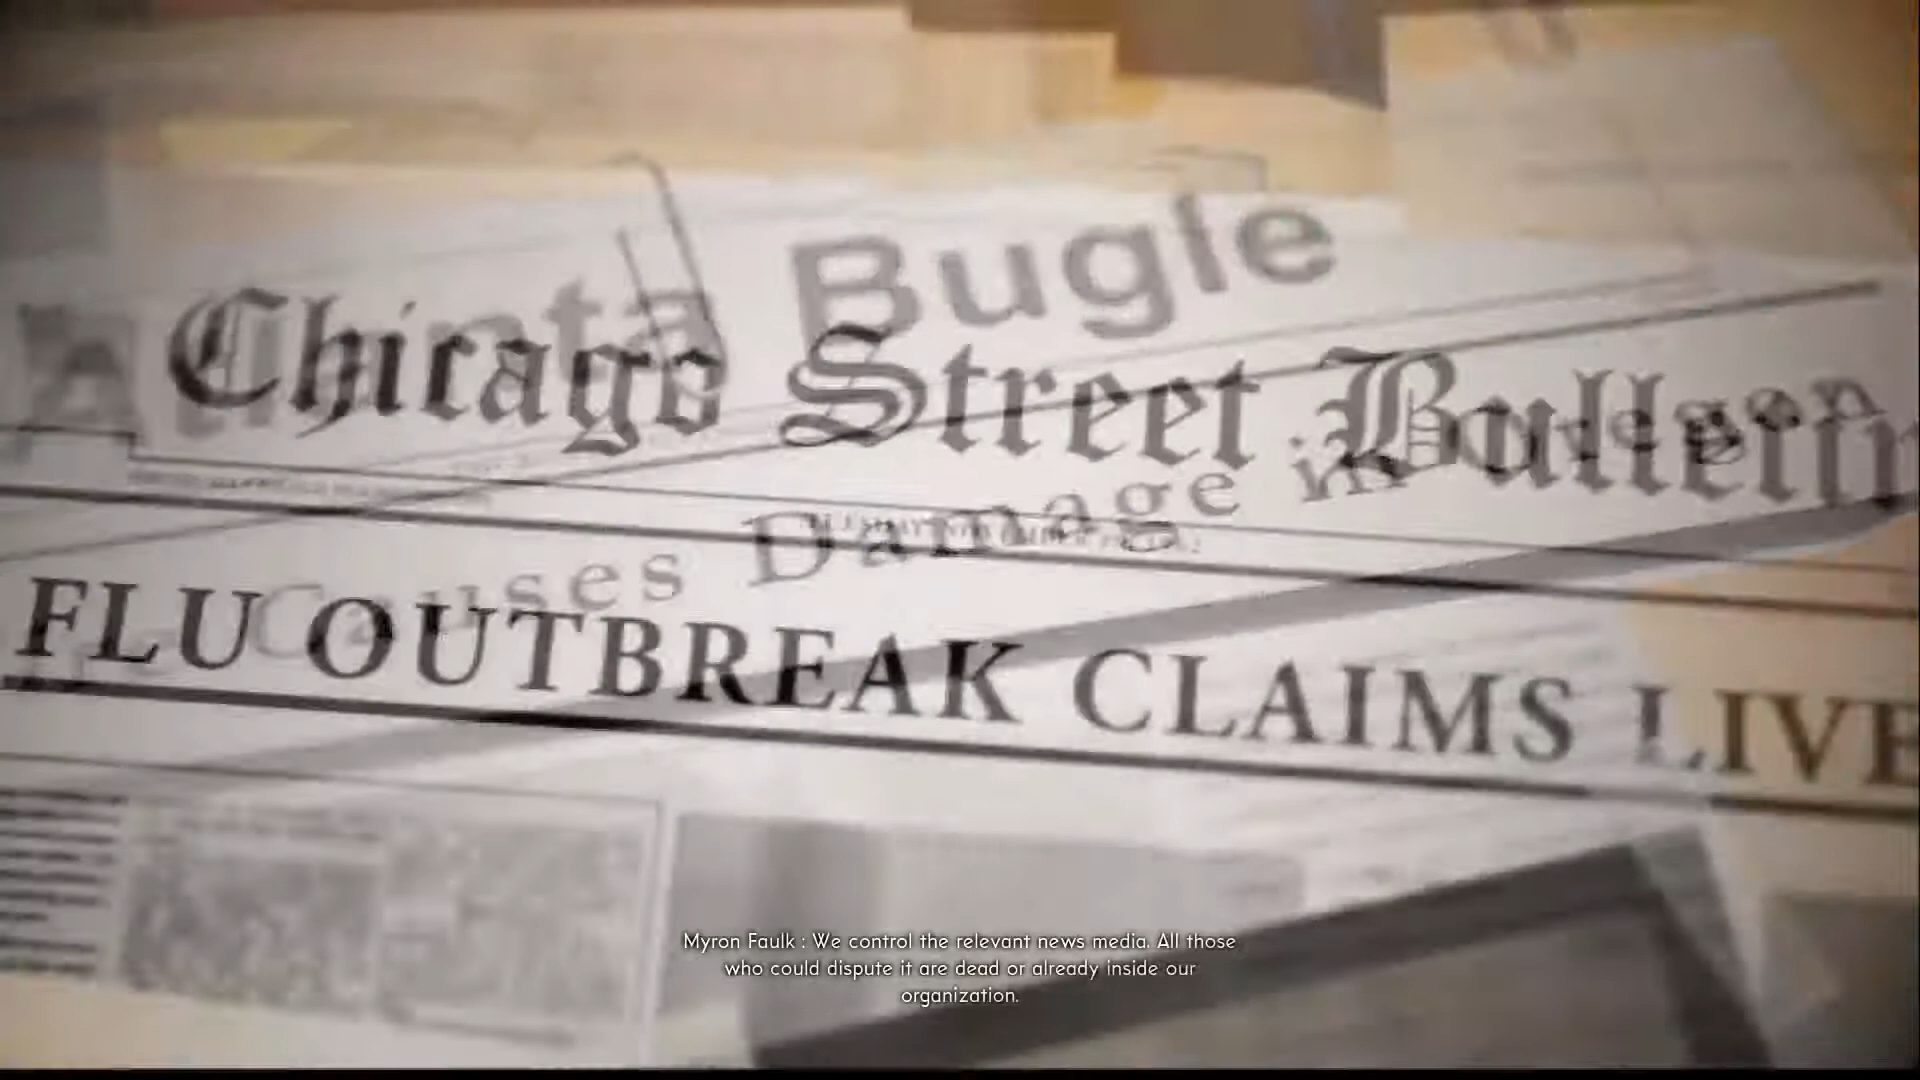 Bugle
Chicago Street Bulletin
Causes Damage in Oregon
FLU OUTBREAK CLAIMS LIVE
Myron Faulk : We control the relevant news media. All those
who could dispute it are dead or already inside our
organization.